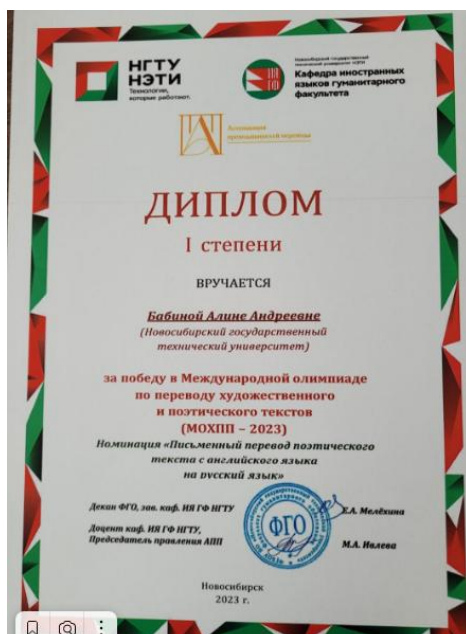 НГТУ
НЭТИ
Технологии,
которые работают.
Новосибирский государственный
технический университет НЭТИ
Кафедра иностранных
языков гуманитарного
факультета
Ассоциация
преподавателей перевода
ДИПЛОМ
I степени
ВРУЧАЕТСЯ
Бабиной Алине Андреевне
(Новосибирский государственный
технический университет)
за победу в Международной олимпиаде
по переводу художественного
и поэтического текстов
(МОХПП – 2023)
Номинация «Письменный перевод поэтического
текста с английского языка
на русский язык»
Декан ФГО, зав. каф. ИЯ ГФ НГТУ
Е.А. Мелёхина
Доцент каф. ИЯ ГФ НГТУ,
Председатель правления АПП
М.А. Ивлева
ФГО
Новосибирск
2023 г.